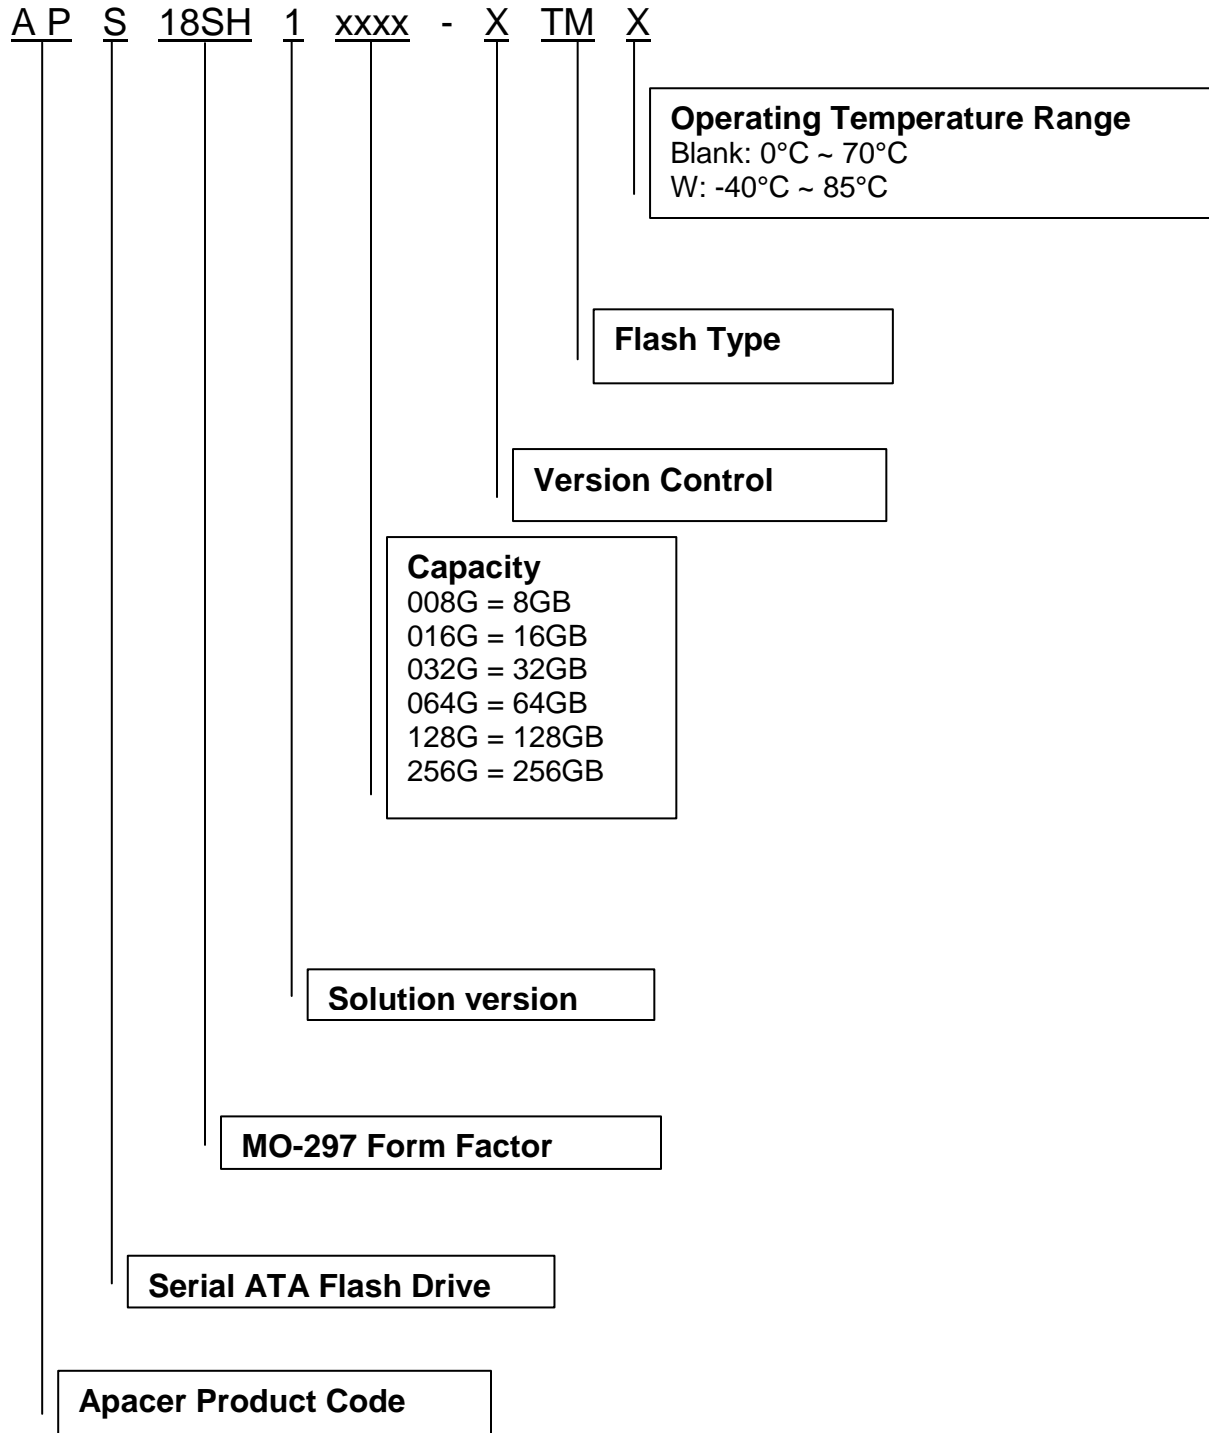 A P S 18SH 1 xxxx - X TM X
Operating Temperature Range
Blank: 0°C ~ 70°C
W: -40°C ~ 85°C
Flash Type
Version Control
Capacity
008G = 8GB
016G = 16GB
032G = 32GB
064G = 64GB
128G = 128GB
256G = 256GB
Solution version
MO-297 Form Factor
Serial ATA Flash Drive
Apacer Product Code